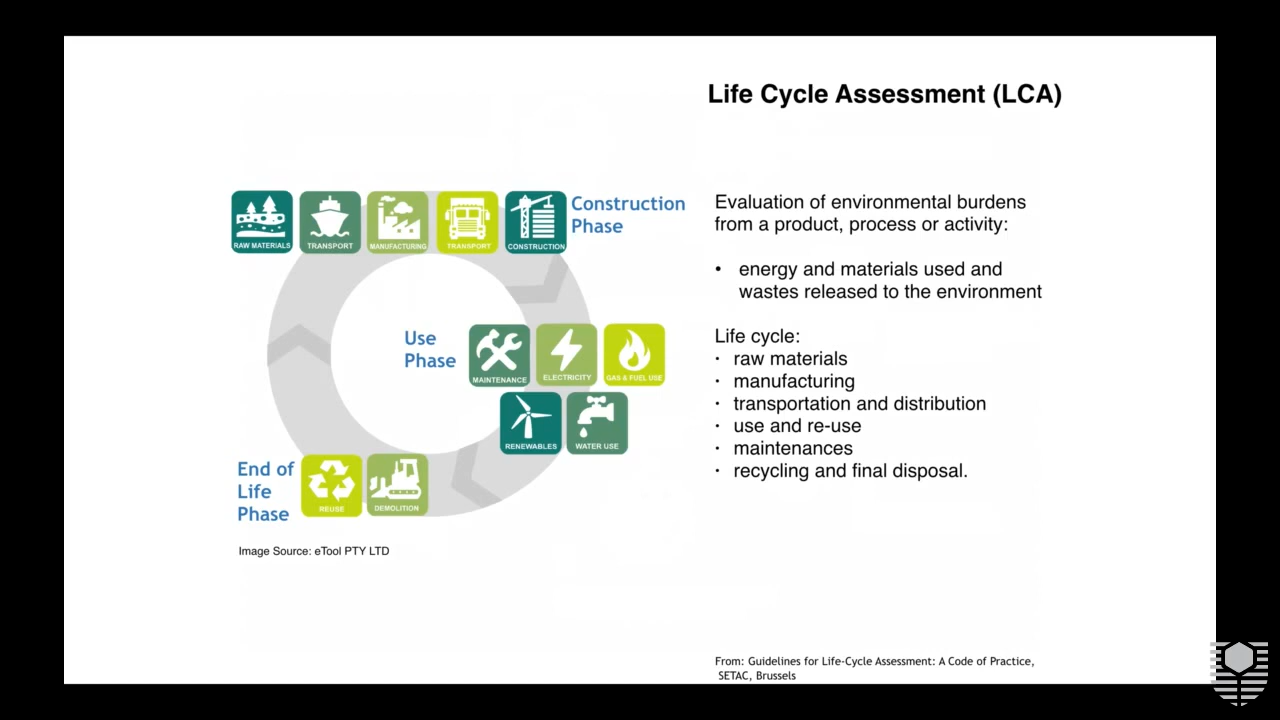 Life Cycle Assessment (LCA)
RAW MATERIALS
TRANSPORT
MANUFACTURING
TRANSPORT
CONSTRUCTION
Construction
Phase
Use
Phase
MAINTENANCE
ELECTRICITY
GAS & FUEL USE
RENEWABLES
WATER USE
End of
Life
Phase
REUSE
DEMOLITION
Image Source: eTool PTY LTD
Evaluation of environmental burdens
from a product, process or activity:
• energy and materials used and
wastes released to the environment
Life cycle:
· raw materials
· manufacturing
· transportation and distribution
· use and re-use
· maintenances
· recycling and final disposal.
From: Guidelines for Life-Cycle Assessment: A Code of Practice,
SETAC, Brussels